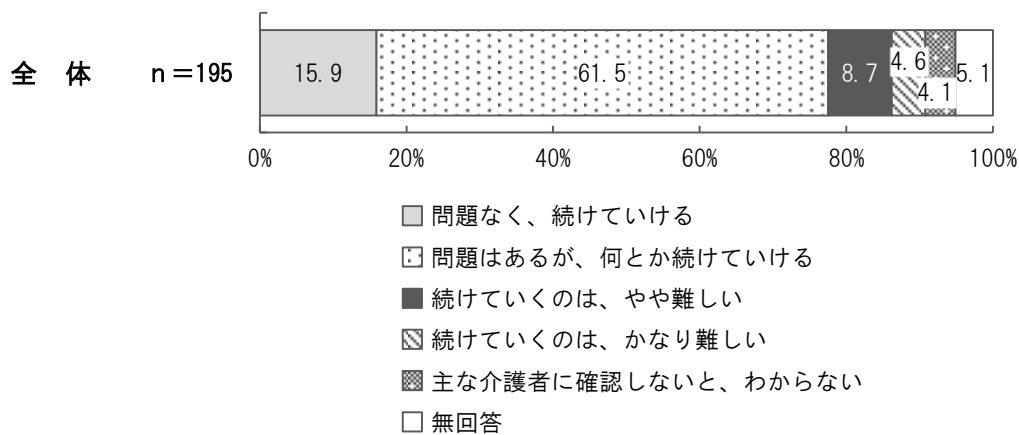 全 体 n=195 15.9 61.5 8.7 4.6 4.1 5.1
0% 20% 40% 60% 80% 100%
問題なく、続けていける
問題はあるが、何とか続けていける
続けていくのは、やや難しい
続けていくのは、かなり難しい
主な介護者に確認しないと、わからない
無回答